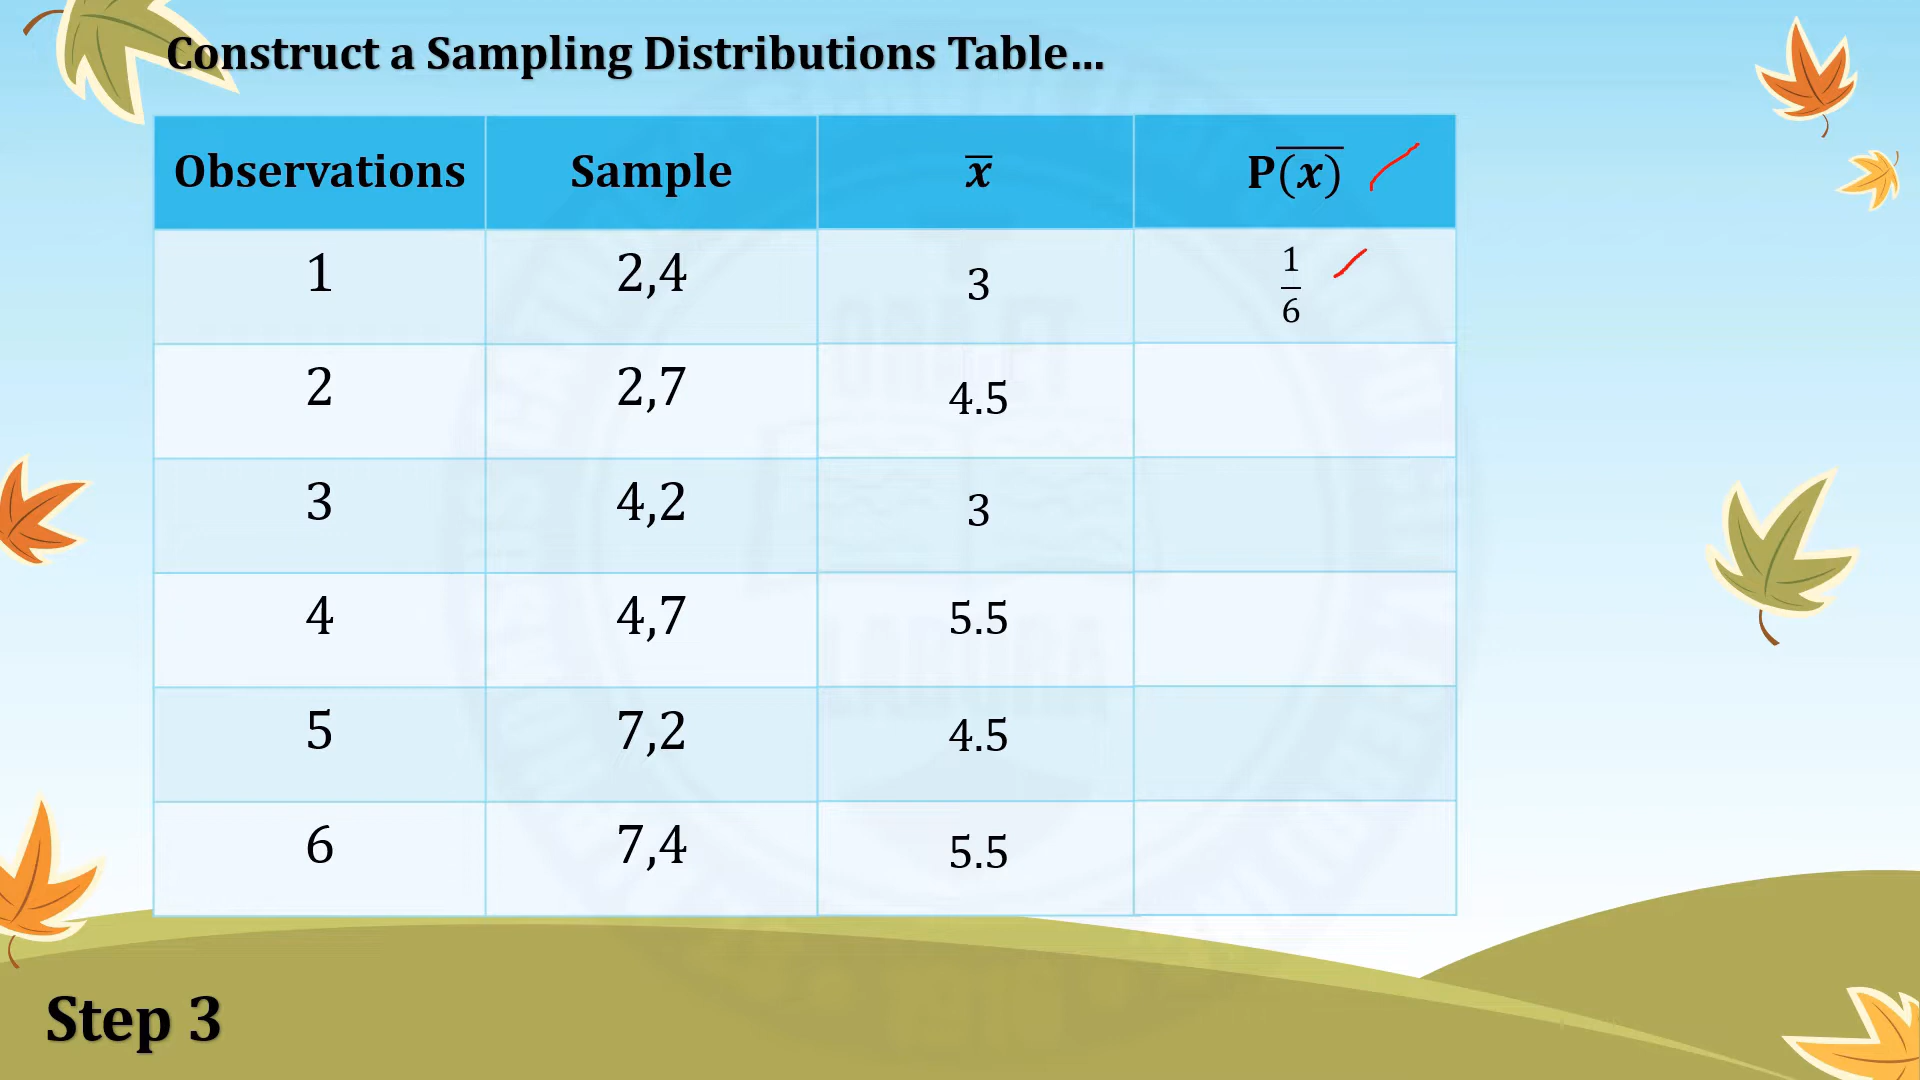 Construct a Sampling Distributions Table...
Observations Sample x̅ P(x̅)
1 2,4 3 1/6
2 2,7 4.5
3 4,2 3
4 4,7 5.5
5 7,2 4.5
6 7,4 5.5
Step 3